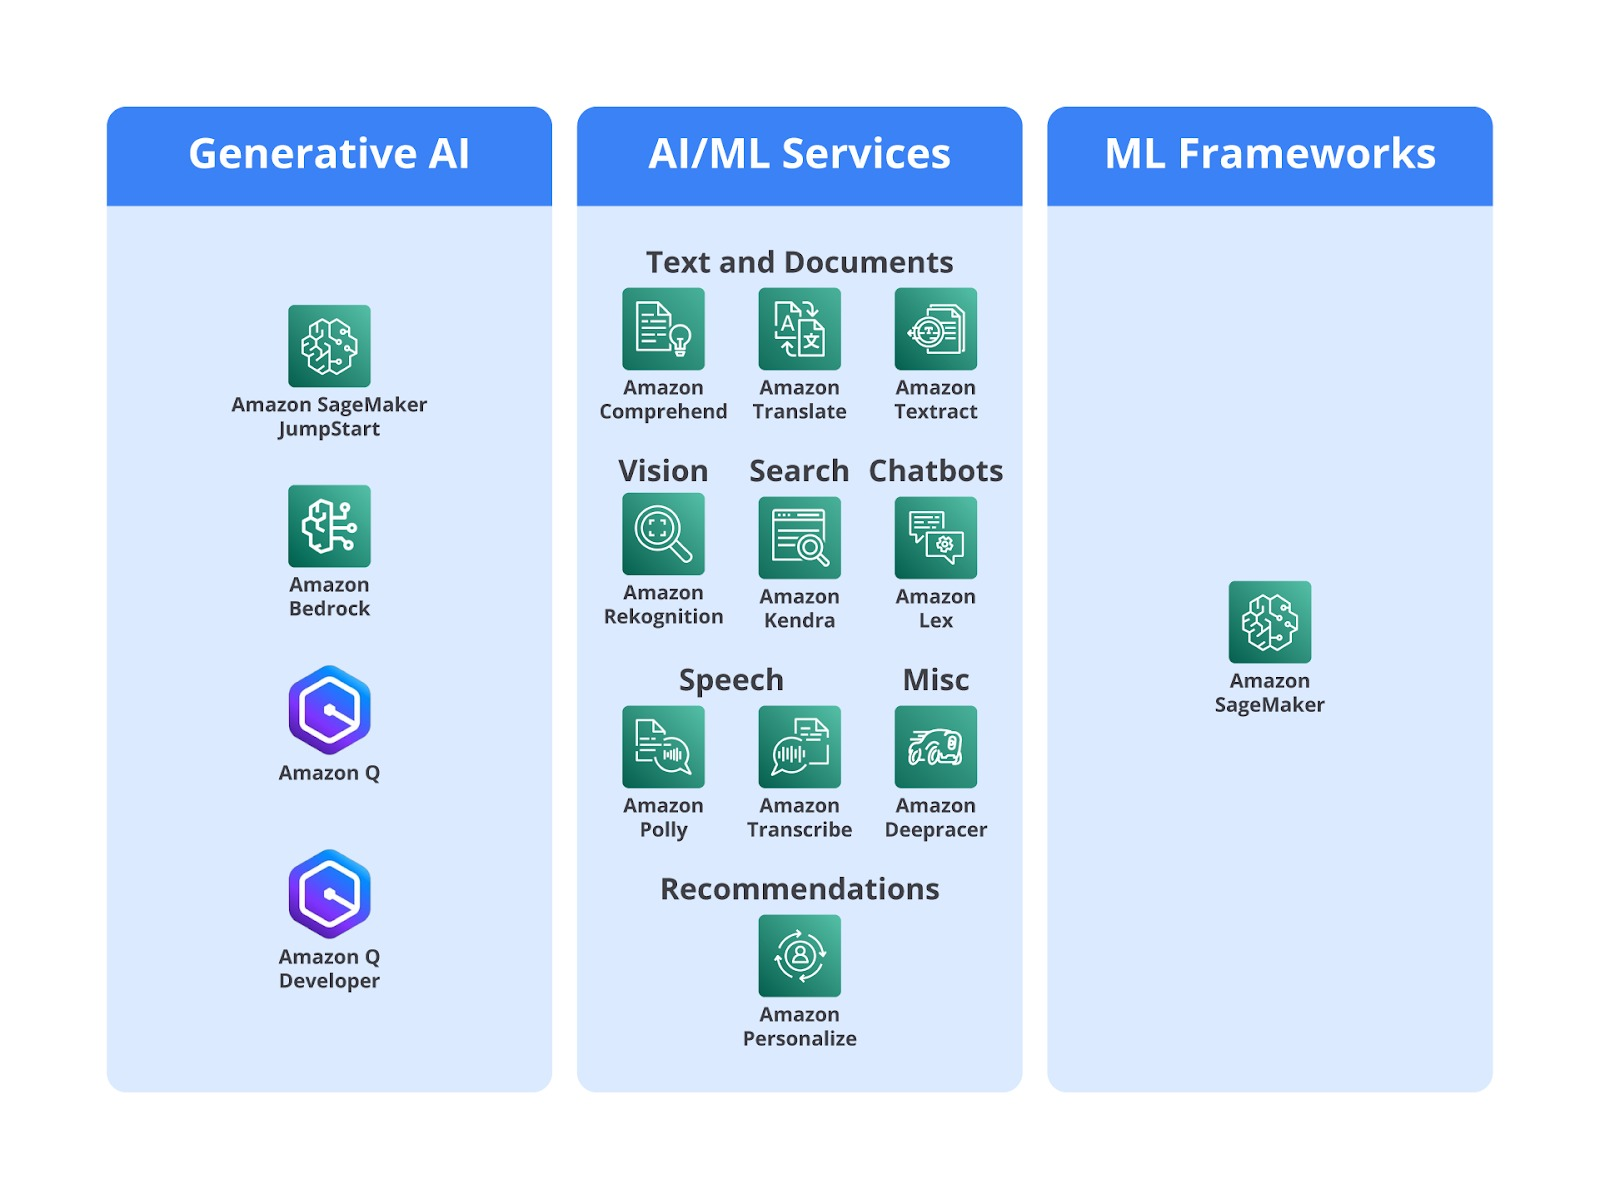 Generative AI
Amazon SageMaker
JumpStart
Amazon
Bedrock
Amazon Q
Amazon Q
Developer
AI/ML Services
Text and Documents
Amazon
Comprehend
Amazon
Translate
Amazon
Textract
Vision
Amazon
Rekognition
Search
Amazon
Kendra
Chatbots
Amazon
Lex
Speech
Amazon
Polly
Amazon
Transcribe
Misc
Amazon
Deepracer
Recommendations
Amazon
Personalize
ML Frameworks
Amazon
SageMaker